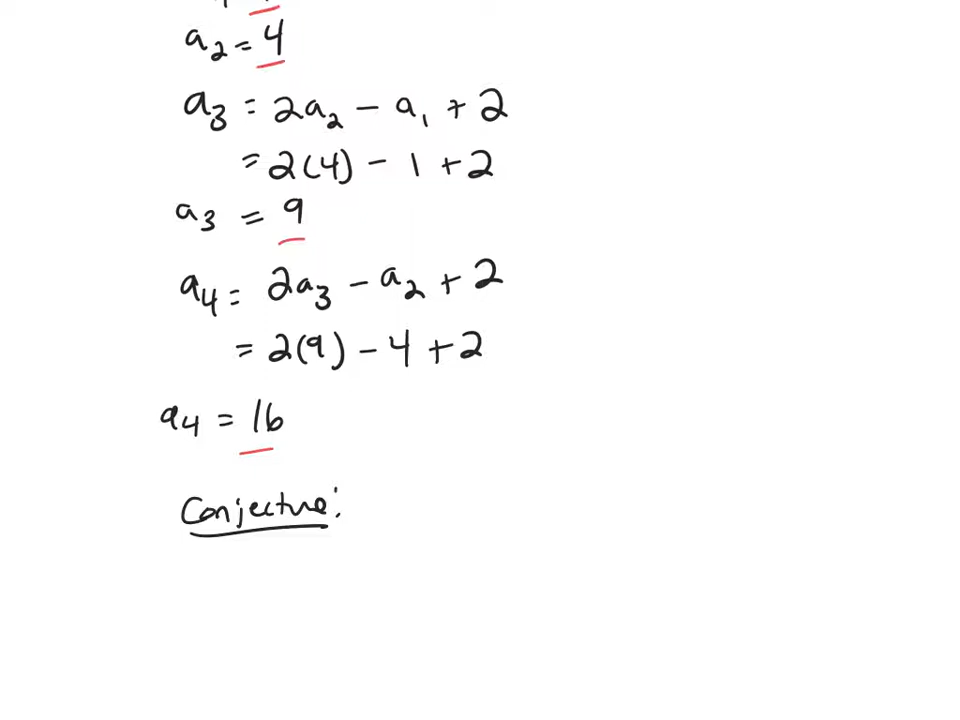 a₂ = 4
a₃ = 2a₂ - a₁ + 2
= 2(4) - 1 + 2
a₃ = 9
a₄ = 2a₃ - a₂ + 2
= 2(9) - 4 + 2
a₄ = 16
Conjecture: